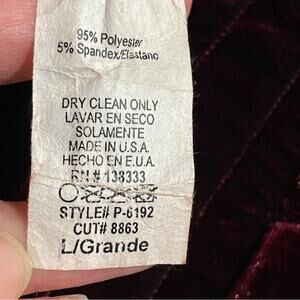 95% Polyester
5% Spandex/Elastano
DRY CLEAN ONLY
LAVAR EN SECO
SOLAMENTE
MADE IN U.S.A.
HECHO EN E.U.A.
RN # 138333
STYLE# P-6192
CUT# 8863
L/Grande